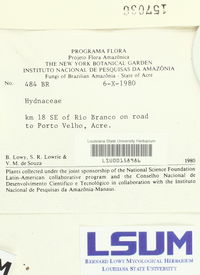 157036
PROGRAMA FLORA
Projeto Flora Amazônica
THE NEW YORK BOTANICAL GARDEN
INSTITUTO NACIONAL DE PESQUISAS DA AMAZÔNIA
Fungi of Brazilian Amazonia - State of Acre
No. 484 BR 6-X-1980
Hydnaceae
km 18 SE of Rio Branco on road
to Porto Velho, Acre.
Louisiana State University Herbarium
B. Lowy, S. R. Lowrie &
V. M. de Souza 1980
Plants collected under the joint sponsorship of the National Science Foundation
Latin-American collaborative program and the Conselho Nacional de
Desenvolvimento Científico e Tecnológico in collaboration with the Instituto
Nacional de Pesquisas da Amazônia-Manaus.
LSUM
BERNARD LOWY MYCOLOGICAL HERBARIUM
LOUISIANA STATE UNIVERSITY